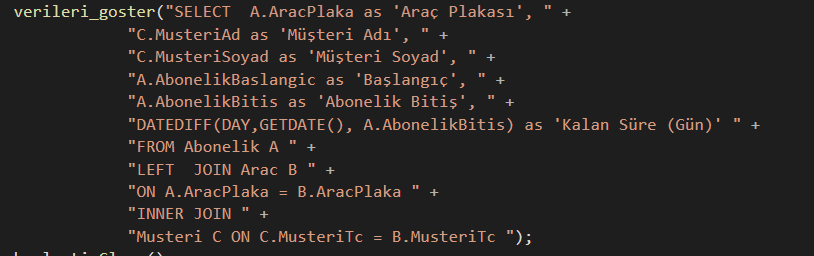 verileri_goster("SELECT  A.AracPlaka as 'Araç Plakası', " +
"C.MusteriAd as 'Müşteri Adı', " +
"C.MusteriSoyad as 'Müşteri Soyad', " +
"A.AbonelikBaslangic as 'Başlangıç', " +
"A.AbonelikBitis as 'Abonelik Bitiş', " +
"DATEDIFF(DAY,GETDATE(), A.AbonelikBitis) as 'Kalan Süre (Gün)' " +
"FROM Abonelik A " +
"LEFT  JOIN Arac B " +
"ON A.AracPlaka = B.AracPlaka " +
"INNER JOIN " +
"Musteri C ON C.MusteriTc = B.MusteriTc ");